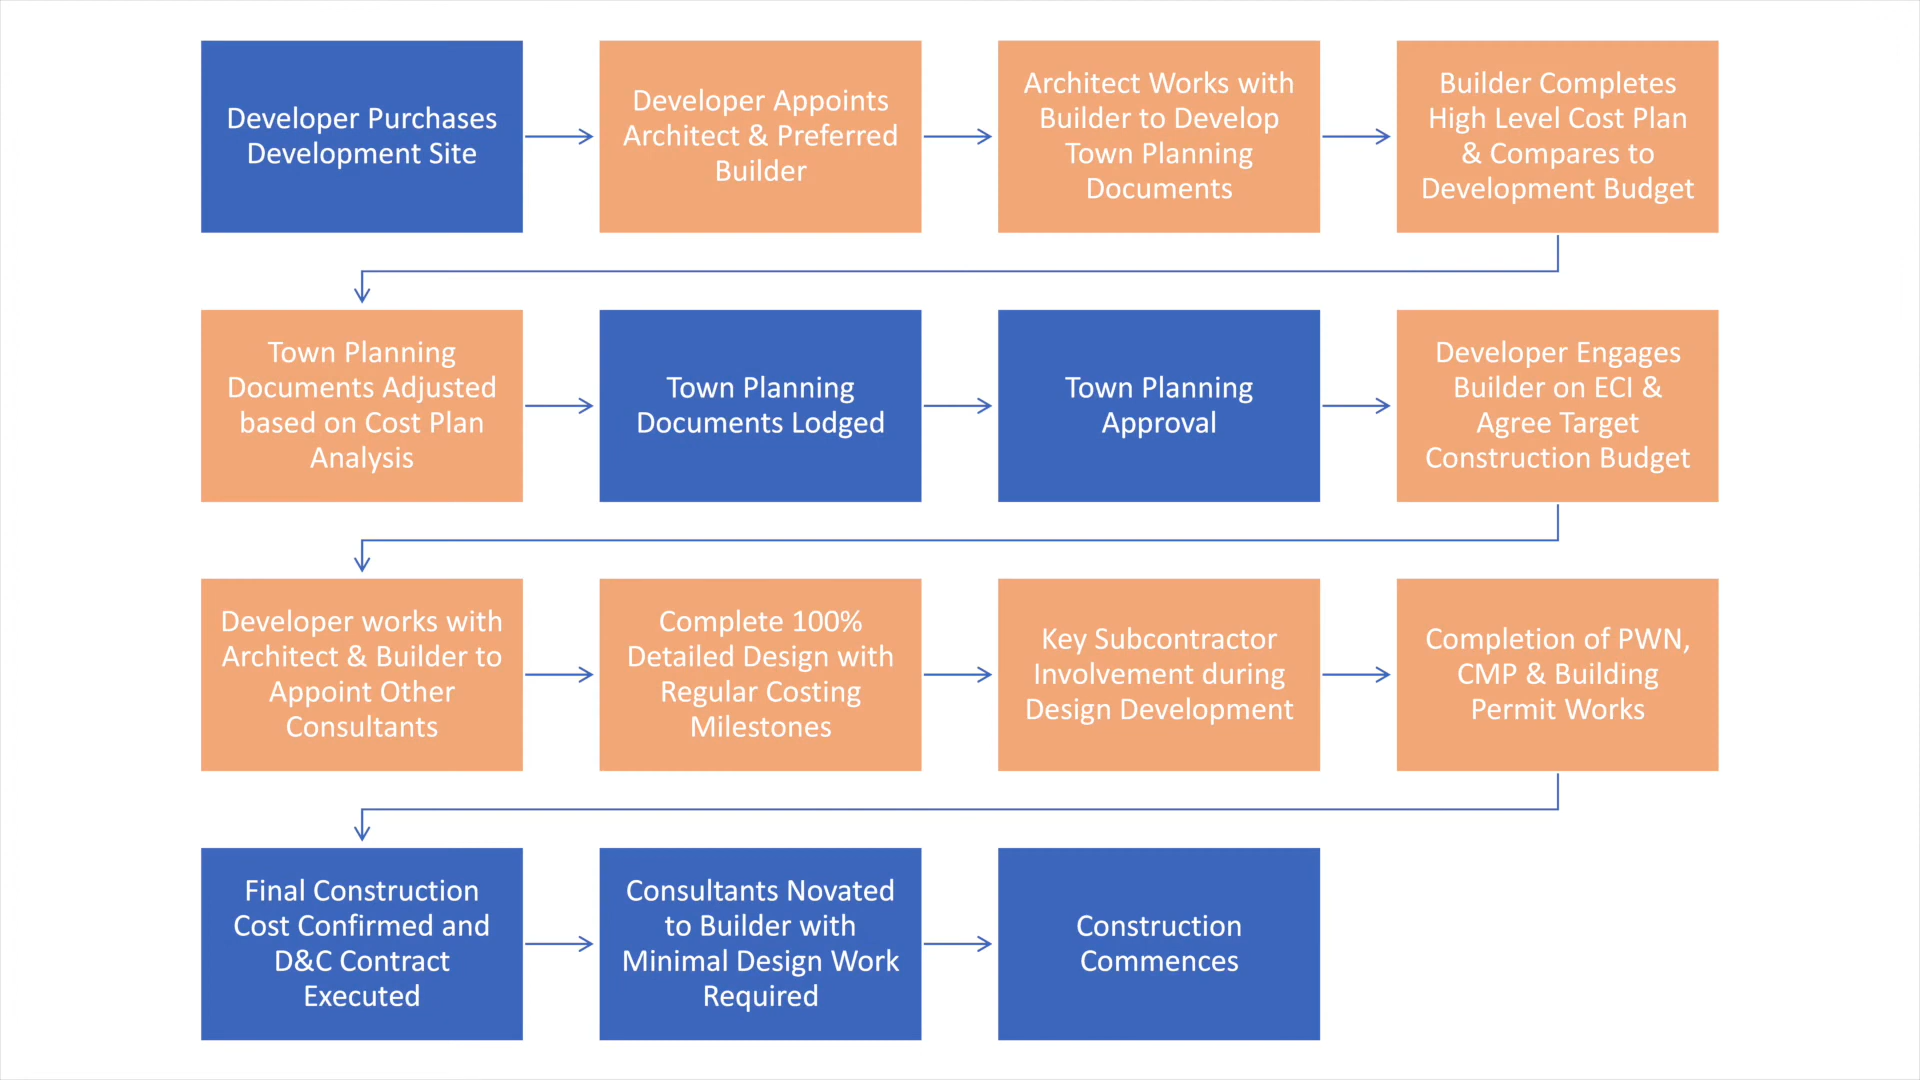 Developer Purchases
Development Site
Developer Appoints
Architect & Preferred
Builder
Architect Works with
Builder to Develop
Town Planning
Documents
Builder Completes
High Level Cost Plan
& Compares to
Development Budget
Town Planning
Documents Adjusted
based on Cost Plan
Analysis
Town Planning
Documents Lodged
Town Planning
Approval
Developer Engages
Builder on ECI &
Agree Target
Construction Budget
Developer works with
Architect & Builder to
Appoint Other
Consultants
Complete 100%
Detailed Design with
Regular Costing
Milestones
Key Subcontractor
Involvement during
Design Development
Completion of PWN,
CMP & Building
Permit Works
Final Construction
Cost Confirmed and
D&C Contract
Executed
Consultants Novated
to Builder with
Minimal Design Work
Required
Construction
Commences